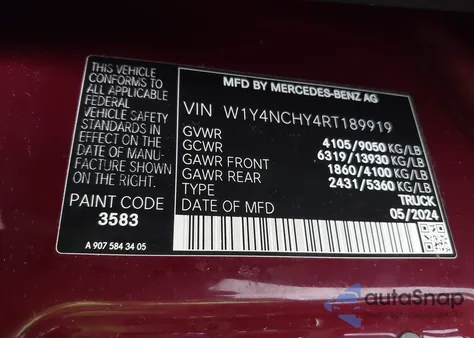 THIS VEHICLE
CONFORMS TO
ALL APPLICABLE
FEDERAL MOTOR
VEHICLE SAFETY
STANDARDS IN
EFFECT ON THE
DATE OF MANU-
FACTURE SHOWN
ON THE RIGHT
PAINT CODE
3583
A 907 584 34 05
MFD BY MERCEDES-BENZ AG
VIN W1Y4NCHY4RT189919
GVWR 4105/9050 KG/LB
GCWR 6319/13930 KG/LB
GAWR FRONT 1860/4100 KG/LB
GAWR REAR 2431/5360 KG/LB
TYPE TRUCK
DATE OF MFD 05/2024
autoSnap